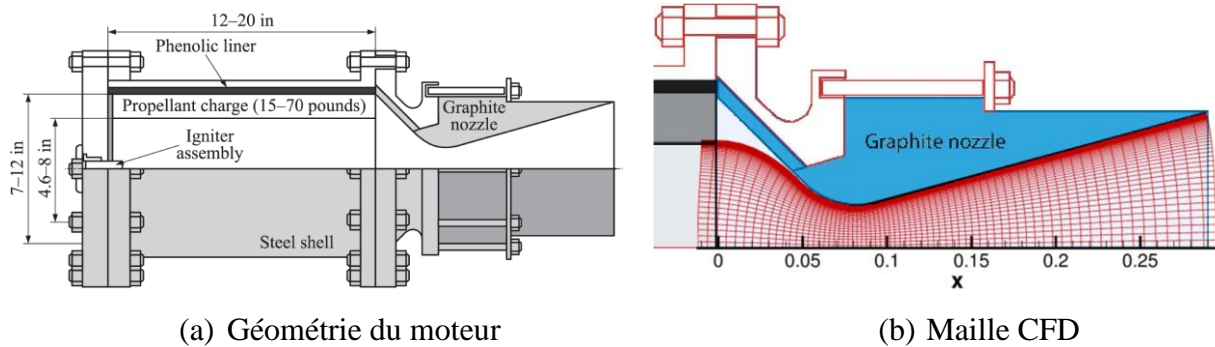 12–20 in
Phenolic liner
Propellant charge (15–70 pounds)
Igniter
assembly
7–12 in
4.6–8 in
Steel shell
Graphite
nozzle
Graphite nozzle
0
0.05
0.1
0.15
0.2
0.25
x
(a) Géométrie du moteur
(b) Maille CFD